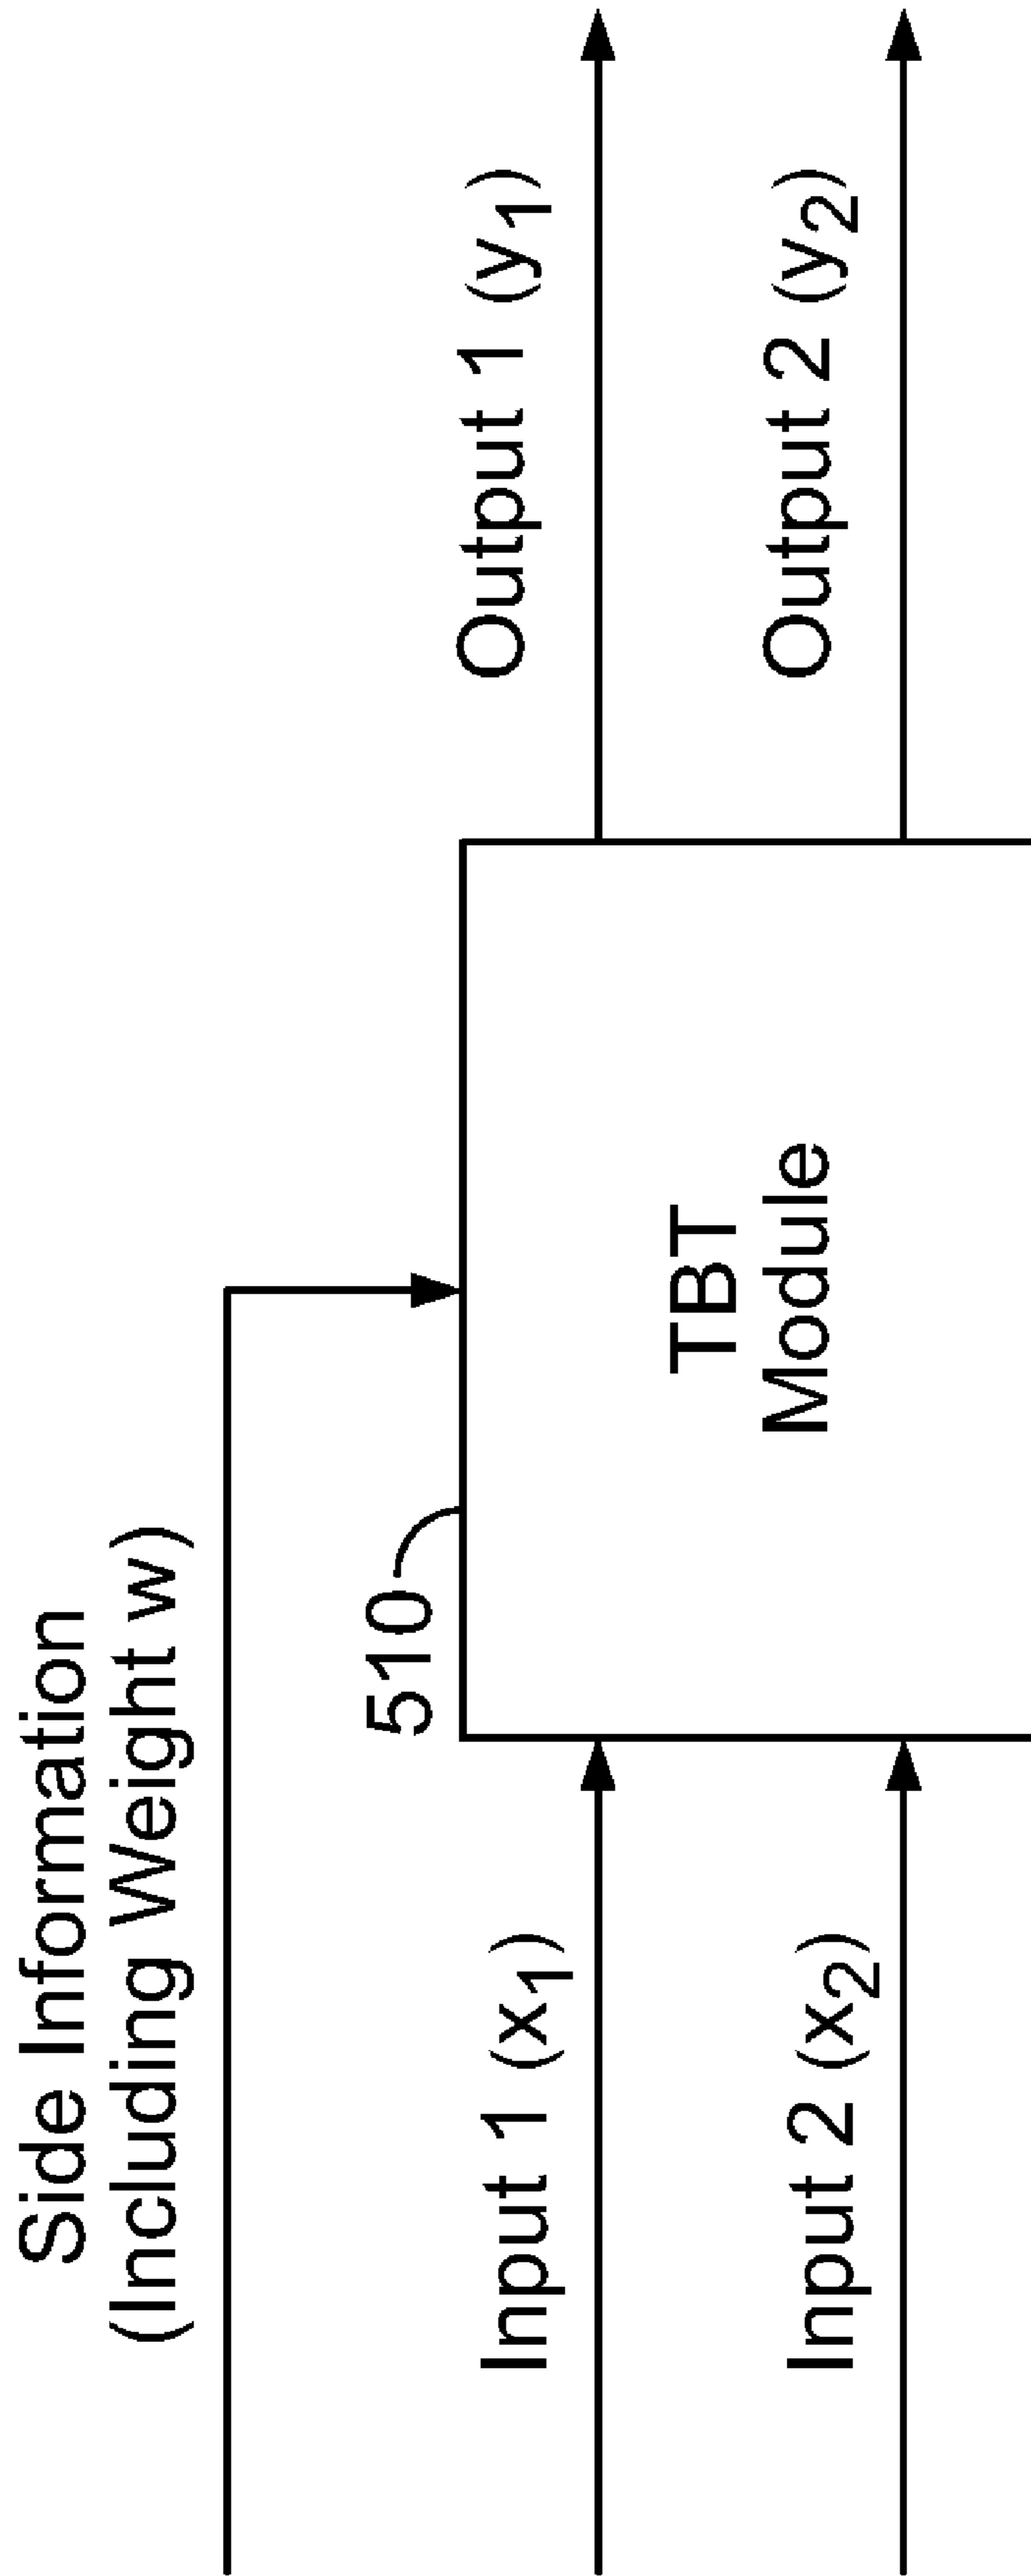 Side Information
(Including Weight w)
510
Input 1 (x₁)
Output 1 (y₁)
TBT
Module
Input 2 (x₂)
Output 2 (y₂)